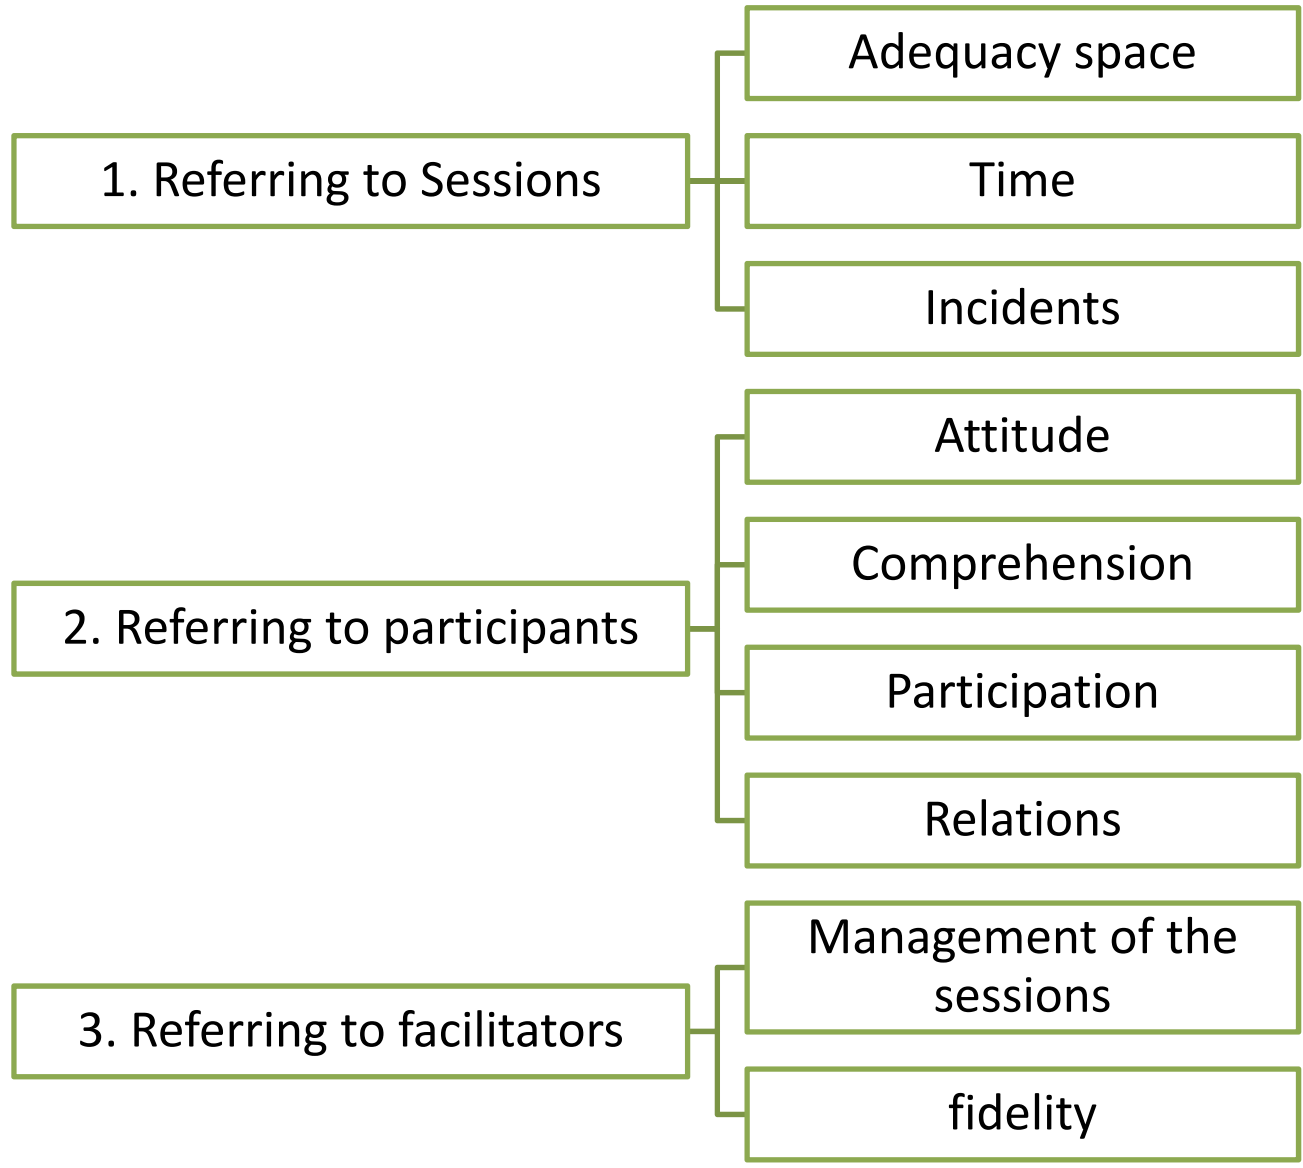 1. Referring to Sessions
Adequacy space
Time
Incidents
2. Referring to participants
Attitude
Comprehension
Participation
Relations
3. Referring to facilitators
Management of the
sessions
fidelity